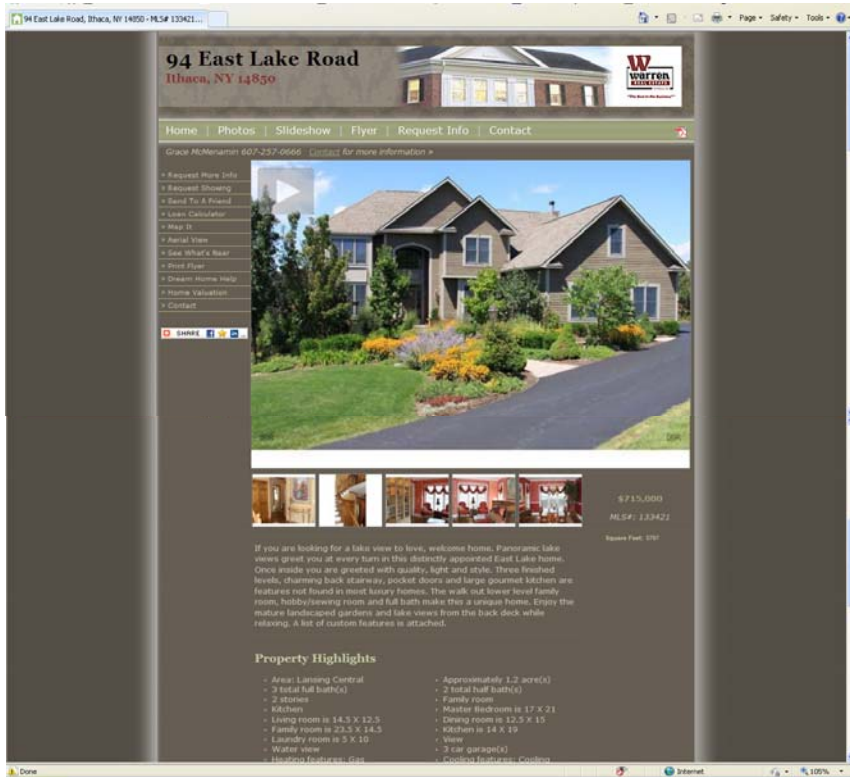 94 East Lake Road, Ithaca, NY 14850 - MLS# 133421...
Page Safety Tools
94 East Lake Road
Ithaca, NY 14850
warren
REAL ESTATE
Home | Photos | Slideshow | Flyer | Request Info | Contact
Grace McMenamin 607-257-0666 Contact for more information »
» Request More Info
» Request Showing
» Send To A Friend
» Loan Calculator
» Map It
» Aerial View
» See What's Near
» Print Flyer
» Dream Home Help
» Home Valuation
» Contact
SHARE
$715,000
MLS#: 133421
If you are looking for a lake view to love, welcome home. Panoramic lake
views greet you at every turn in this distinctly appointed East Lake home.
Once inside you are greeted with quality, light and style. Three finished
levels, charming back stairway, pocket doors and large gourmet kitchen are
features not found in most luxury homes. The walk out lower level family
room, hobby/sewing room and full bath make this a unique home. Enjoy the
mature landscaped gardens and lake views from the back deck while
relaxing. A list of custom features is attached.
Square Feet:
Property Highlights
- Area: Lansing Central
- 3 total full bath(s)
- 2 stories
- Kitchen
- Living room is 14.5 X 12.5
- Family room is 23.5 X 14.5
- Laundry room is 5 X 10
- Water view
- Heating features: Gas
- Approximately 1.2 acre(s)
- 2 total half bath(s)
- Family room
- Master Bedroom is 17 X 21
- Dining room is 12.5 X 15
- Kitchen is 14 X 19
- View
- 3 car garage(s)
- Cooling features: Cooling
Done
Internet
105%